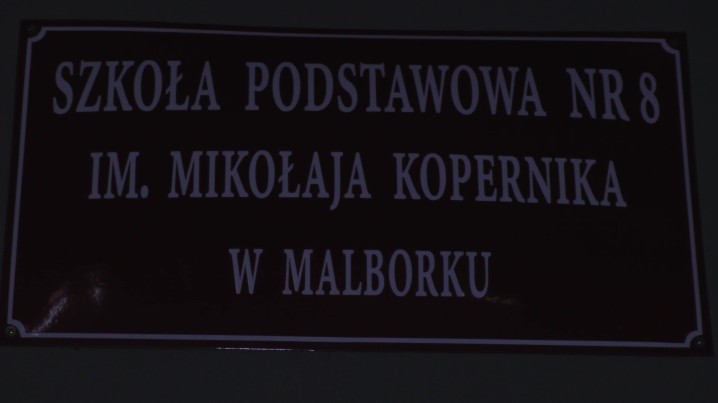 SZKOŁA PODSTAWOWA NR 8
IM. MIKOŁAJA KOPERNIKA
W MALBORKU